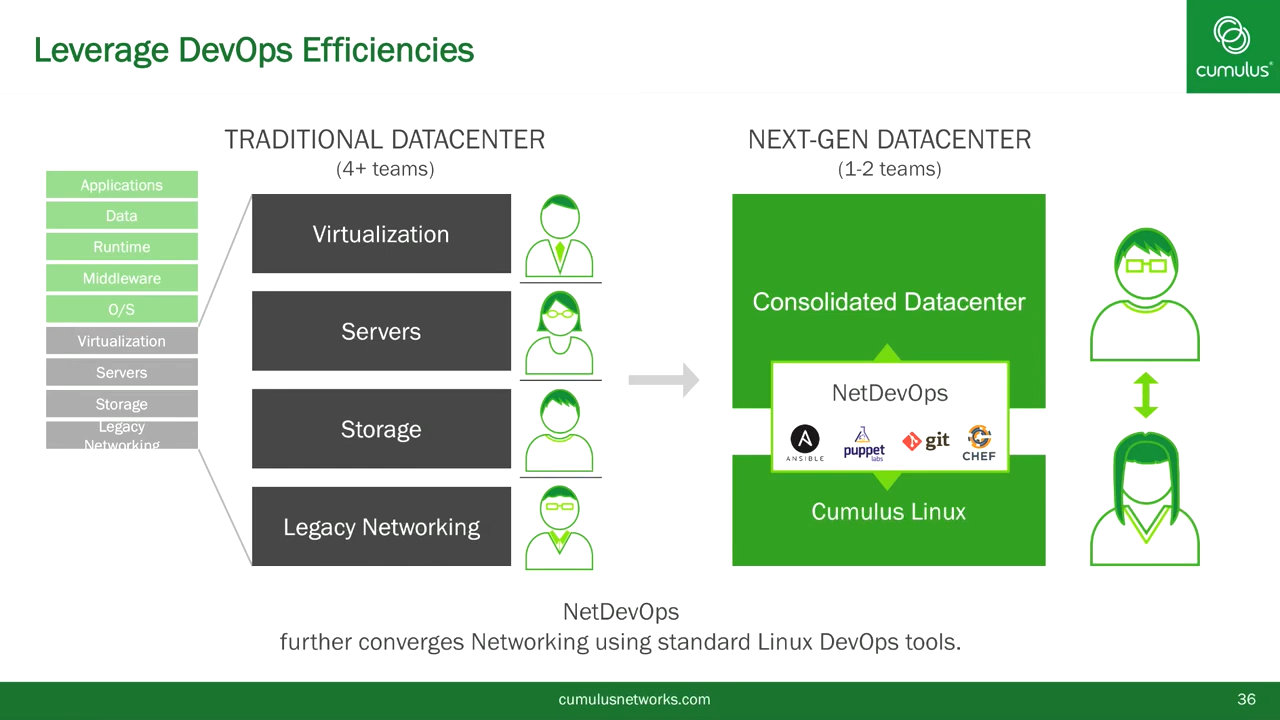 Leverage DevOps Efficiencies
cumulus®
TRADITIONAL DATACENTER
(4+ teams)
NEXT-GEN DATACENTER
(1-2 teams)
Applications
Data
Runtime
Middleware
O/S
Virtualization
Servers
Storage
Legacy
Networking
Virtualization
Servers
Storage
Legacy Networking
Consolidated Datacenter
NetDevOps
ANSIBLE
puppet
labs
git
CHEF
Cumulus Linux
NetDevOps
further converges Networking using standard Linux DevOps tools.
cumulusnetworks.com
36